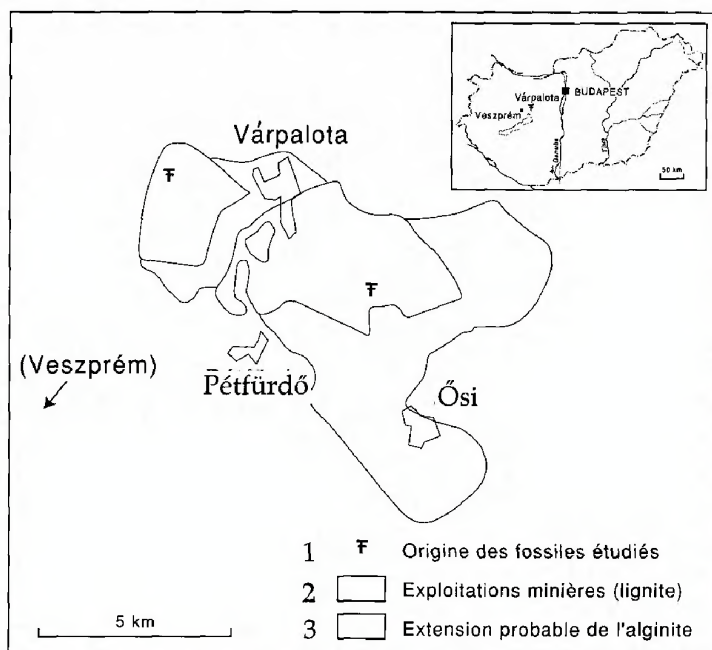 Várpalota
Várpalota
BUDAPEST
Veszprém
50 km
(Veszprém)
Pétfürdő
Ősi
1 Origine des fossiles étudiés
2 Exploitations minières (lignite)
3 Extension probable de l'alginite
5 km